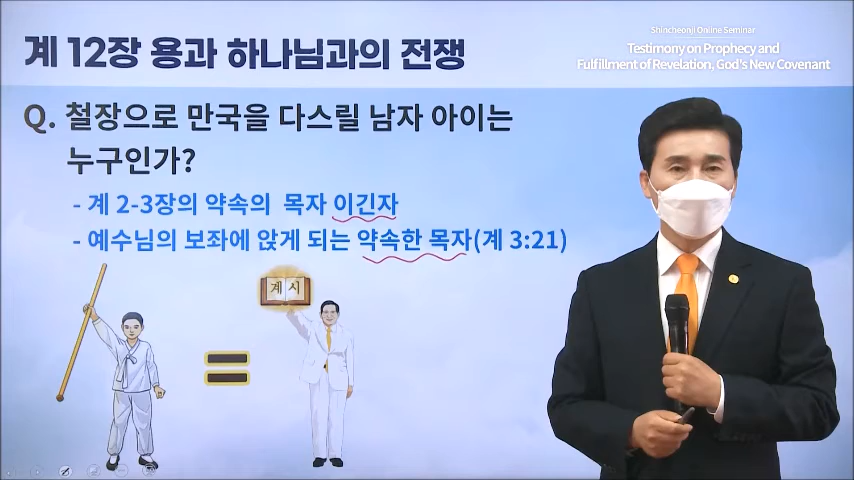 Shincheonji Online Seminar
Testimony on Prophecy and
Fulfillment of Revelation, God's New Covenant
계 12장 용과 하나님과의 전쟁
Q. 철장으로 만국을 다스릴 남자 아이는
누구인가?
- 계 2-3장의 약속의 목자 이긴자
- 예수님의 보좌에 앉게 되는 약속한 목자(계 3:21)
계시
=